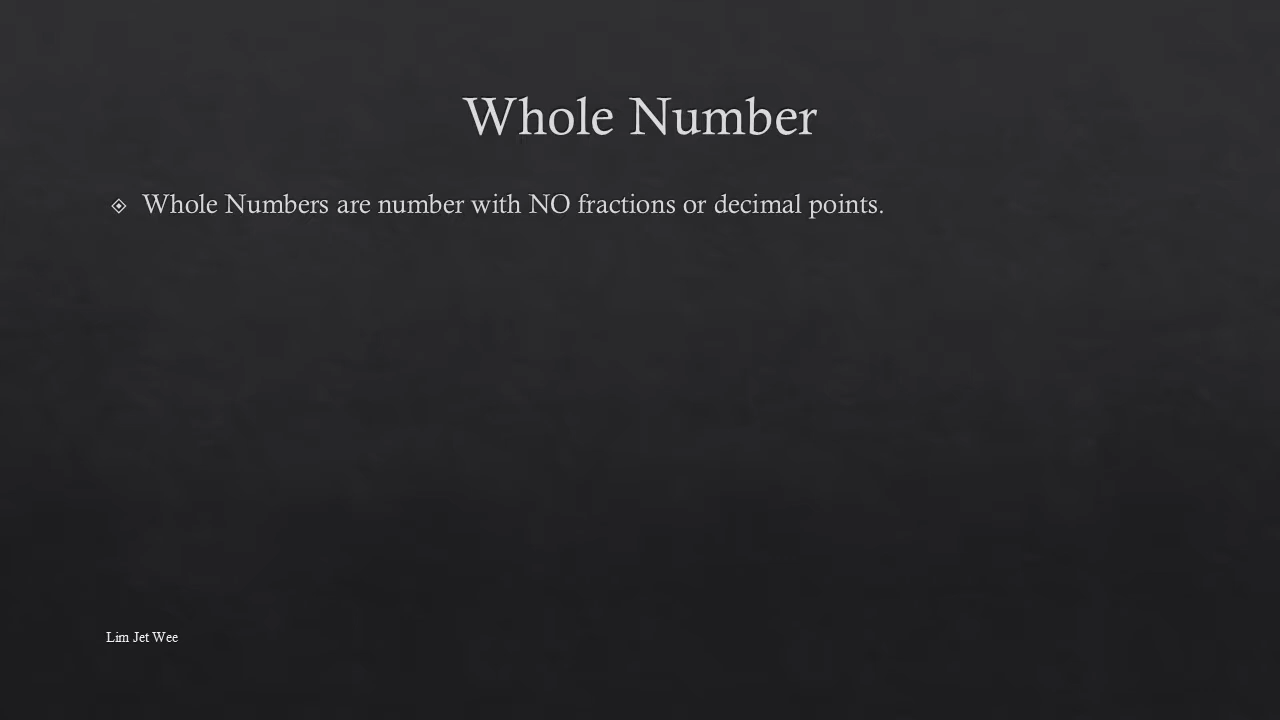 Whole Number
Whole Numbers are number with NO fractions or decimal points.
Lim Jet Wee